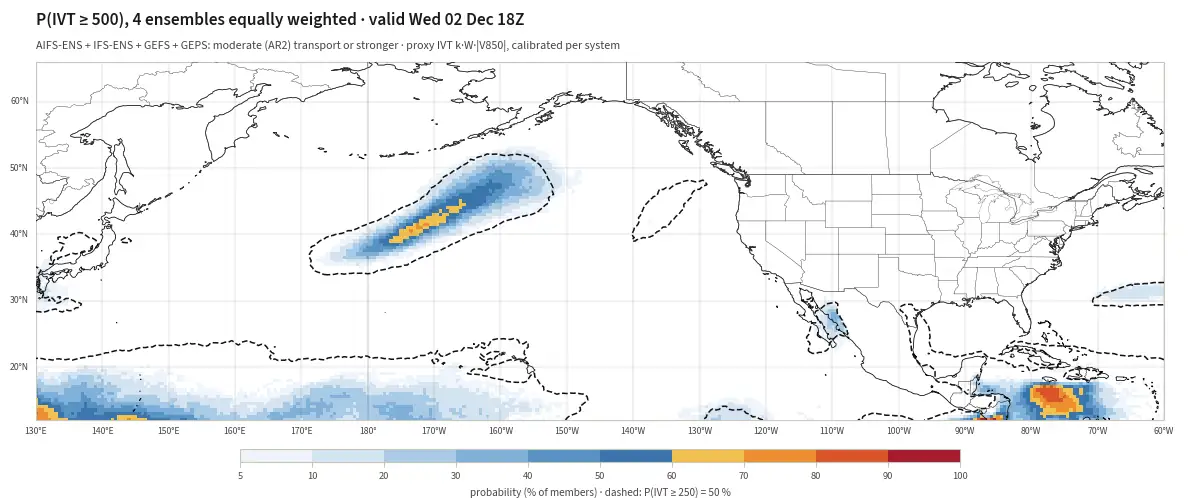 P(IVT ≥ 500), 4 ensembles equally weighted · valid Wed 02 Dec 18Z
AIFS-ENS + IFS-ENS + GEFS + GEPS: moderate (AR2) transport or stronger · proxy IVT k·W·|V850|, calibrated per system
60°N
50°N
40°N
30°N
20°N
130°E 140°E 150°E 160°E 170°E 180° 170°W 160°W 150°W 140°W 130°W 120°W 110°W 100°W 90°W 80°W 70°W 60°W
5 10 20 30 40 50 60 70 80 90 100
probability (% of members) · dashed: P(IVT ≥ 250) = 50 %